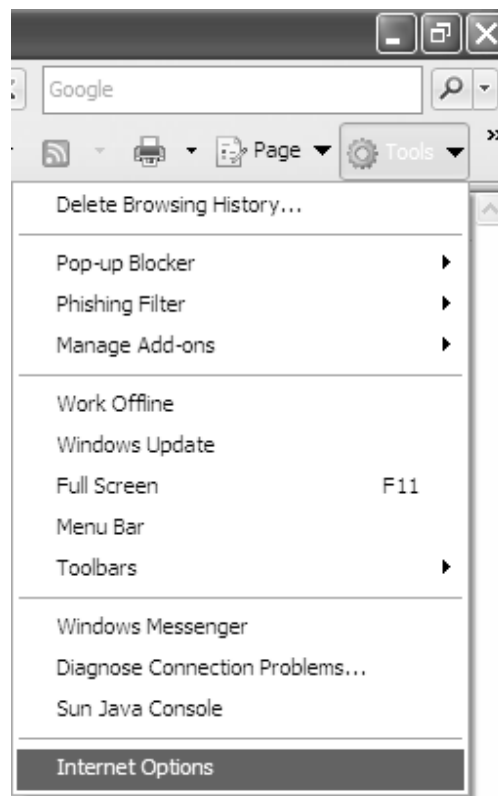 Google
Page Tools »
Delete Browsing History...
Pop-up Blocker
Phishing Filter
Manage Add-ons
Work Offline
Windows Update
Full Screen F11
Menu Bar
Toolbars
Windows Messenger
Diagnose Connection Problems...
Sun Java Console
Internet Options